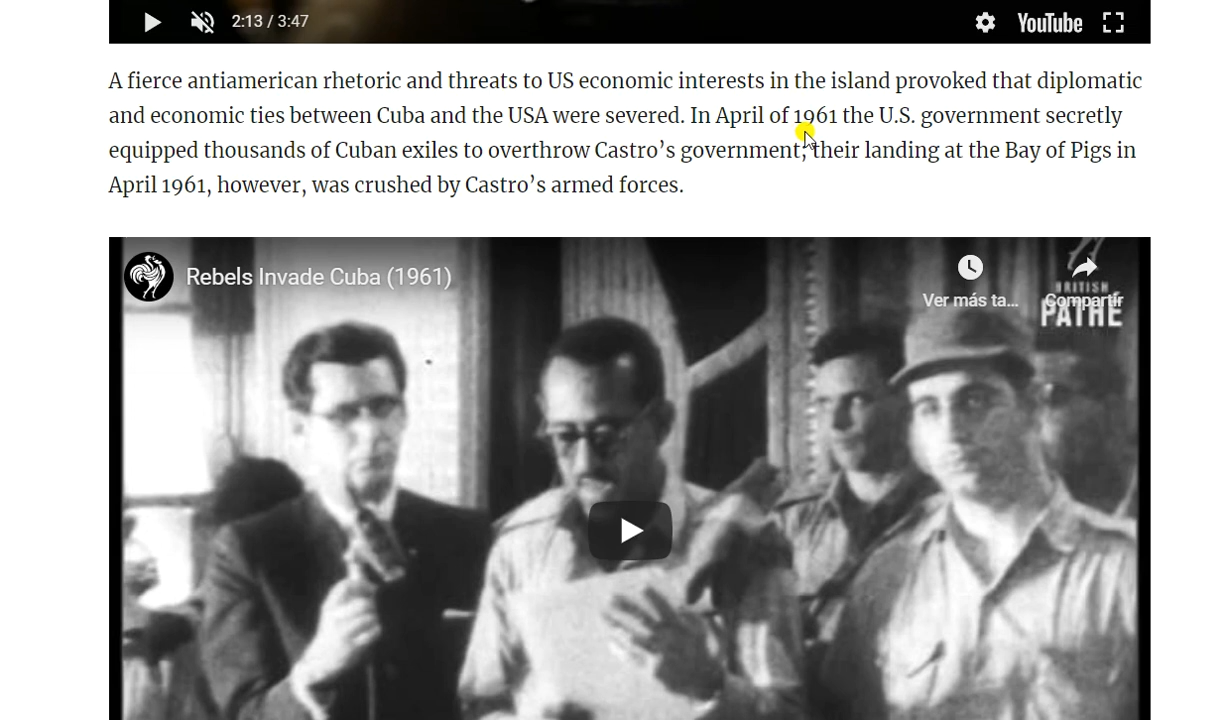 2:13 / 3:47
YouTube
A fierce antiamerican rhetoric and threats to US economic interests in the island provoked that diplomatic
and economic ties between Cuba and the USA were severed. In April of 1961 the U.S. government secretly
equipped thousands of Cuban exiles to overthrow Castro’s government; their landing at the Bay of Pigs in
April 1961, however, was crushed by Castro’s armed forces.
Rebels Invade Cuba (1961)
Ver más ta...
Compartir
BRITISH
PATHÉ